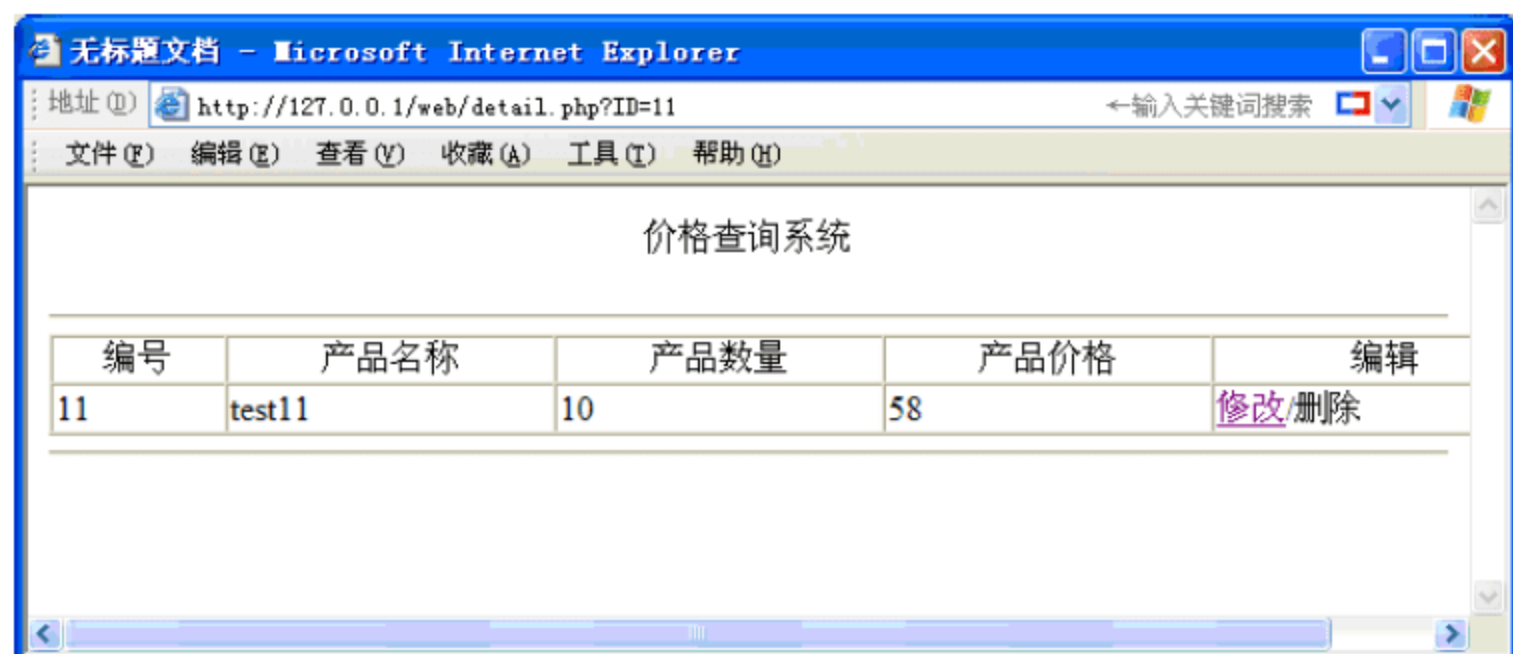 无标题文档 - Microsoft Internet Explorer
地址(D) http://127.0.0.1/web/detail.php?ID=11 ←输入关键词搜索
文件(F) 编辑(E) 查看(V) 收藏(A) 工具(T) 帮助(H)
价格查询系统
编号 产品名称 产品数量 产品价格 编辑
11 test11 10 58 修改/删除